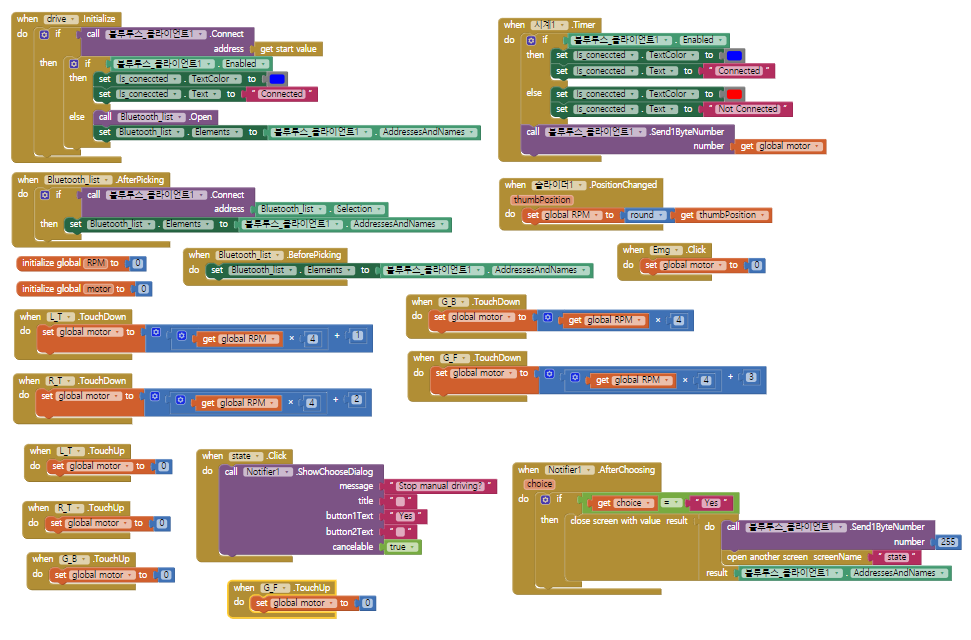 when drive .Initialize
do if call 블루투스_클라이언트1 .Connect
address get start value
then if 블루투스_클라이언트1 . Enabled
then set Is_coneccted . TextColor to
set Is_coneccted . Text to " Connected "
else call Bluetooth_list .Open
set Bluetooth_list . Elements to 블루투스_클라이언트1 . AddressesAndNames
when 시계1 .Timer
do if 블루투스_클라이언트1 . Enabled
then set Is_coneccted . TextColor to
set Is_coneccted . Text to " Connected "
else set Is_coneccted . TextColor to
set Is_coneccted . Text to " Not Connected "
call 블루투스_클라이언트1 .Send1ByteNumber
number get global motor
when Bluetooth_list .AfterPicking
do if call 블루투스_클라이언트1 .Connect
address Bluetooth_list . Selection
then set Bluetooth_list . Elements to 블루투스_클라이언트1 . AddressesAndNames
when 슬라이더1 .PositionChanged
thumbPosition
do set global RPM to round get thumbPosition
initialize global RPM to 0
initialize global motor to 0
when Bluetooth_list .BeforePicking
do set Bluetooth_list . Elements to 블루투스_클라이언트1 . AddressesAndNames
when Emg .Click
do set global motor to 0
when L_T .TouchDown
do set global motor to get global RPM × 4 + 1
when G_B .TouchDown
do set global motor to get global RPM × 4
when R_T .TouchDown
do set global motor to get global RPM × 4 + 2
when G_F .TouchDown
do set global motor to get global RPM × 4 + 3
when L_T .TouchUp
do set global motor to 0
when R_T .TouchUp
do set global motor to 0
when G_B .TouchUp
do set global motor to 0
when state .Click
do call Notifier1 .ShowChooseDialog
message " Stop manual driving? "
title " "
button1Text " Yes "
button2Text " "
cancelable true
when G_F .TouchUp
do set global motor to 0
when Notifier1 .AfterChoosing
choice
do if get choice = " Yes "
then close screen with value result do call 블루투스_클라이언트1 .Send1ByteNumber
number 255
open another screen screenName " state "
result 블루투스_클라이언트1 . AddressesAndNames